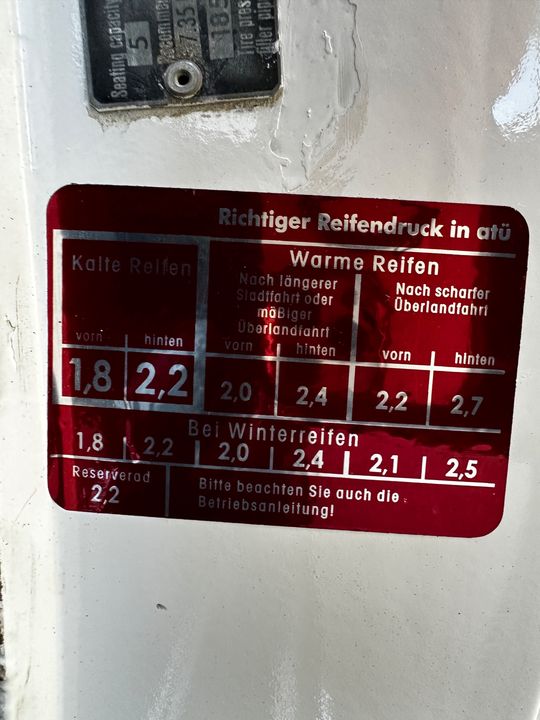 Seating capacity
5
7.35
185
Richtiger Reifendruck in atü
Kalte Reifen
Warme Reifen
Nach längerer
Stadtfahrt oder
mäßiger
Überlandfahrt
Nach scharfer
Überlandfahrt
vorn hinten vorn hinten vorn hinten
1,8 2,2 2,0 2,4 2,2 2,7
Bei Winterreifen
1,8 2,2 2,0 2,4 2,1 2,5
Reserverad
2,2
Bitte beachten Sie auch die
Betriebsanleitung!